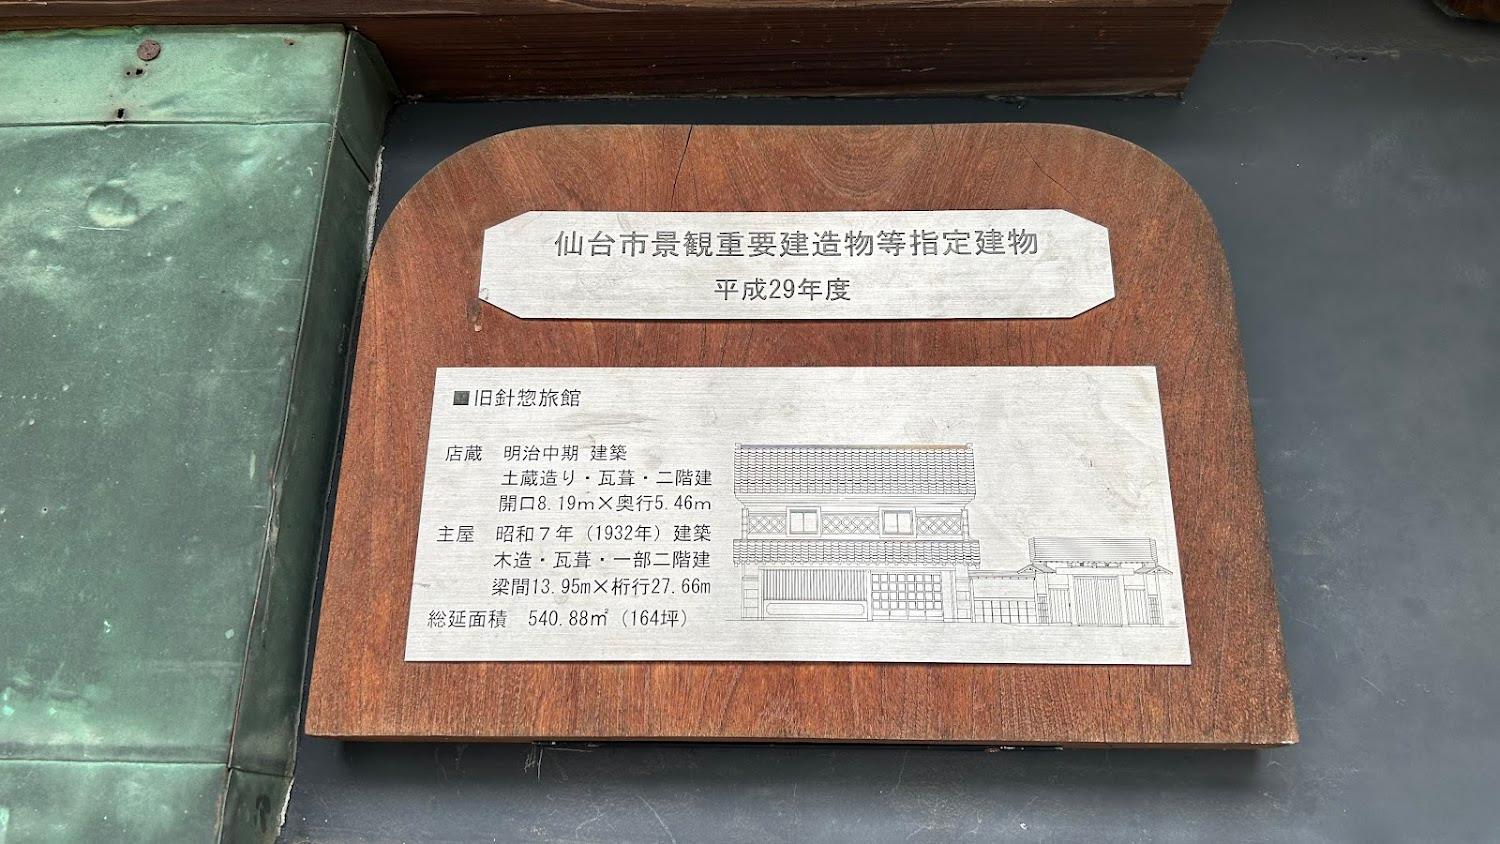 仙台市景観重要建造物等指定建物
平成29年度
■旧針惣旅館
店蔵　明治中期 建築
土蔵造り・瓦葺・二階建
開口8.19m×奥行5.46m
主屋　昭和７年（1932年）建築
木造・瓦葺・一部二階建
梁間13.95m×桁行27.66m
総延面積　540.88㎡（164坪）